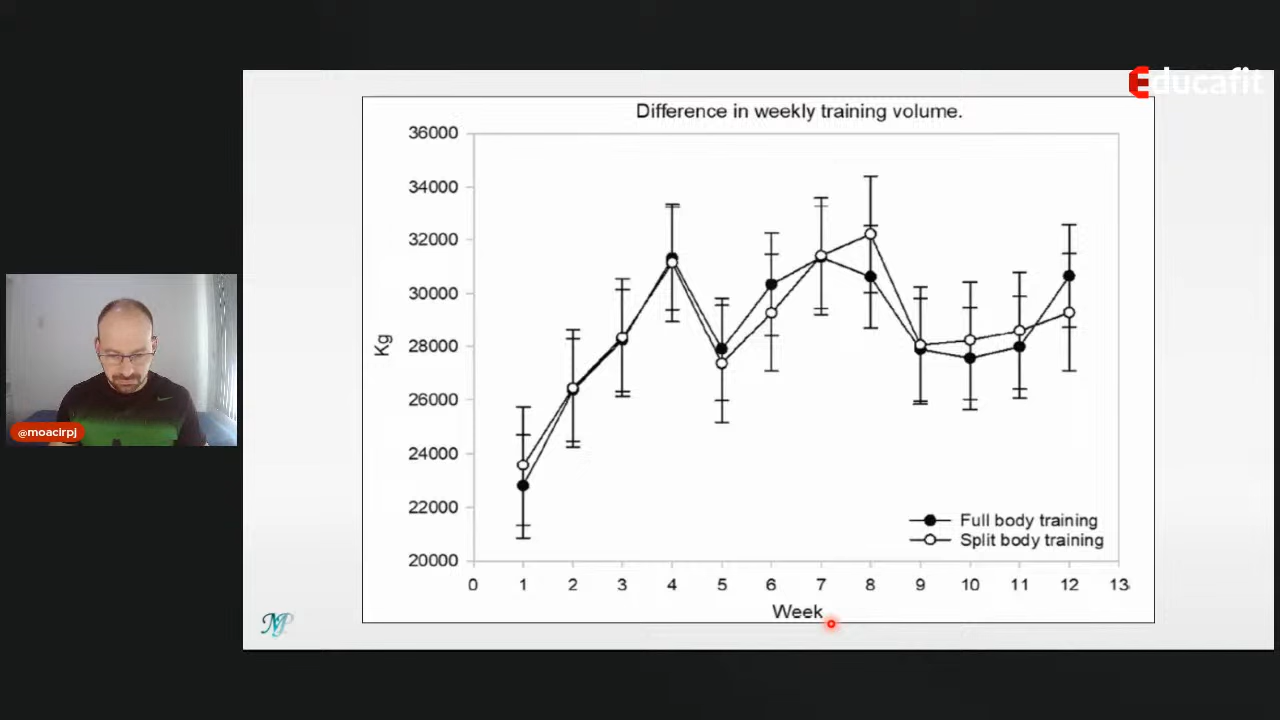 Educafit
Difference in weekly training volume.
36000
34000
32000
30000
28000
26000
24000
22000
20000
Kg
0 1 2 3 4 5 6 7 8 9 10 11 12 13
Week
Full body training
Split body training
@moacirpj
MP